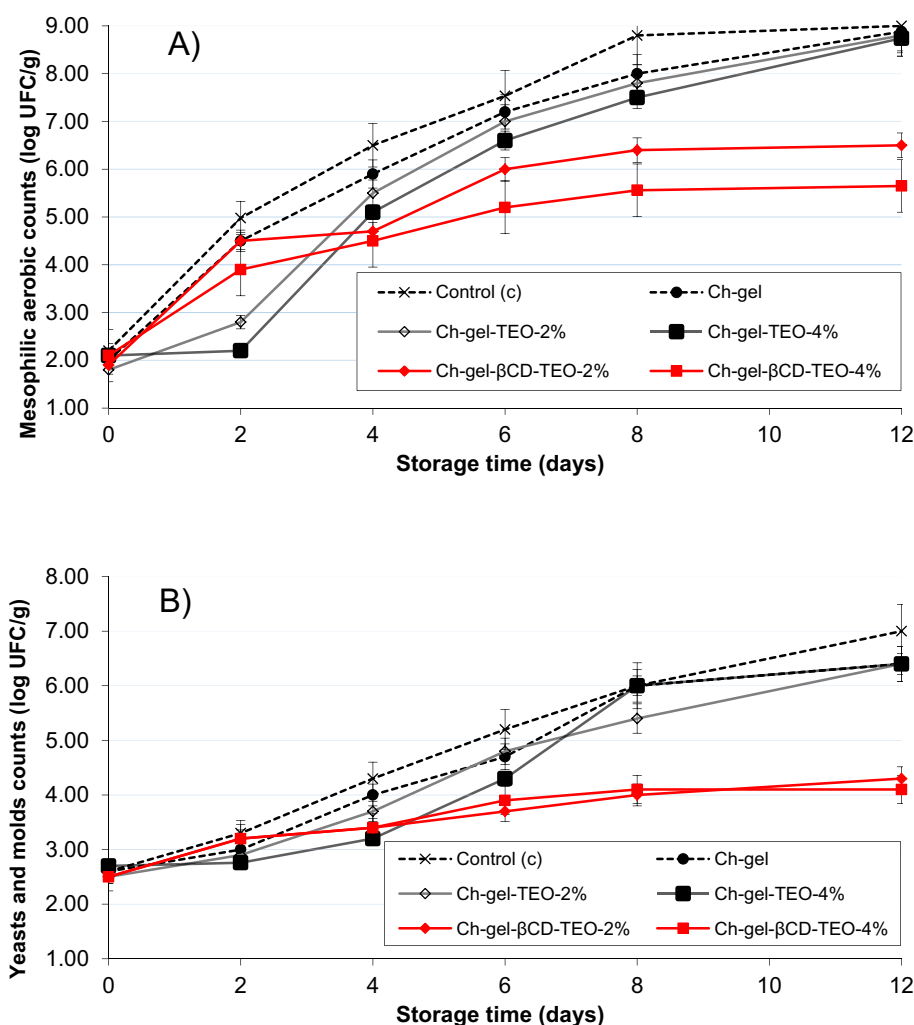 A)
Mesophilic aerobic counts (log UFC/g)
9.00
8.00
7.00
6.00
5.00
4.00
3.00
2.00
1.00
Control (c) Ch-gel
Ch-gel-TEO-2% Ch-gel-TEO-4%
Ch-gel-βCD-TEO-2% Ch-gel-βCD-TEO-4%
0 2 4 6 8 10 12
Storage time (days)
B)
Yeasts and molds counts (log UFC/g)
8.00
7.00
6.00
5.00
4.00
3.00
2.00
1.00
Control (c) Ch-gel
Ch-gel-TEO-2% Ch-gel-TEO-4%
Ch-gel-βCD-TEO-2% Ch-gel-βCD-TEO-4%
0 2 4 6 8 10 12
Storage time (days)